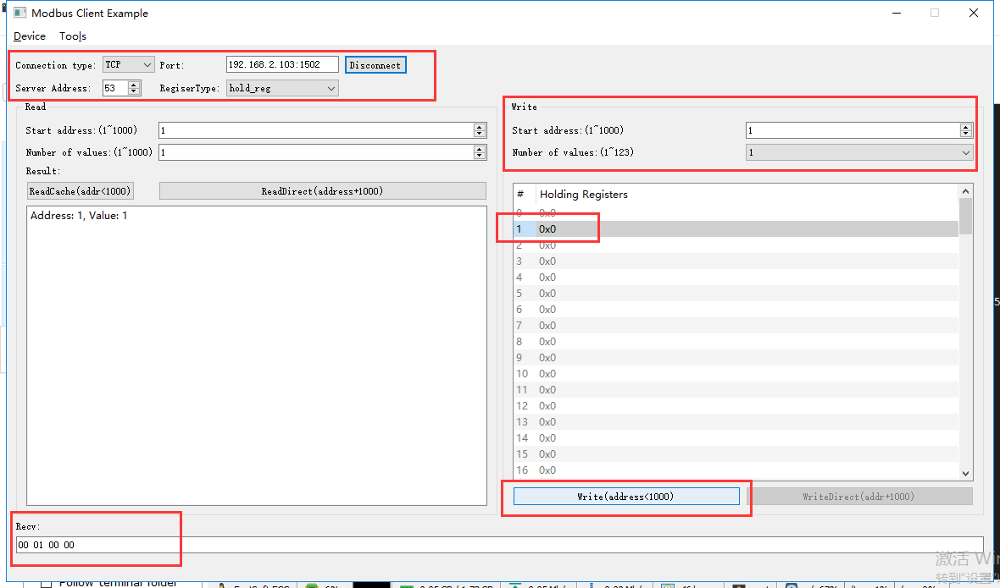 Modbus Client Example
Device Tools
Connection type: TCP Port: 192.168.2.103:1502 Disconnect
Server Address: 53 RegiserType: hold_reg
Read
Start address:(1~1000) 1
Number of values:(1~1000) 1
Result:
ReadCache(addr<1000) ReadDirect(address+1000)
Address: 1, Value: 1
Write
Start address:(1~1000) 1
Number of values:(1~123) 1
# Holding Registers
0 0x0
1 0x0
2 0x0
3 0x0
4 0x0
5 0x0
6 0x0
7 0x0
8 0x0
9 0x0
10 0x0
11 0x0
12 0x0
13 0x0
14 0x0
15 0x0
16 0x0
Write(address<1000) WriteDirect(addr+1000)
Recv:
00 01 00 00
激活 Win
转到"设置"
Follow terminal folder